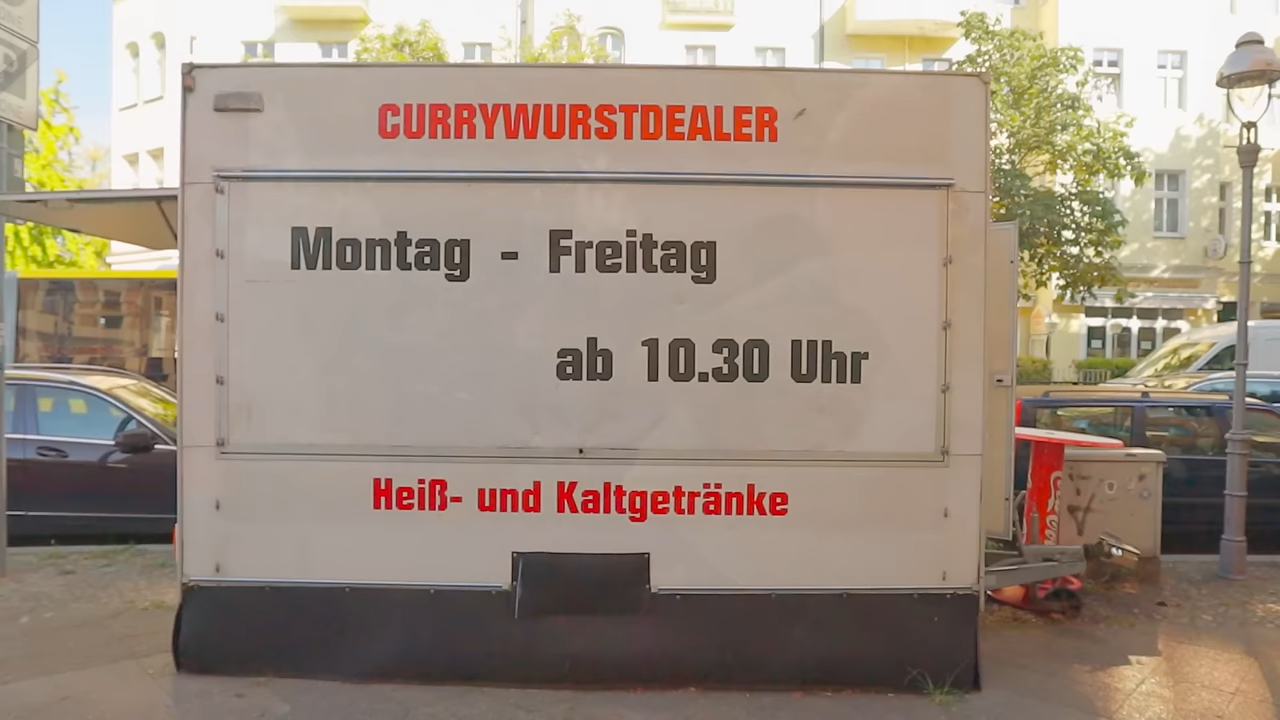 CURRYWURSTDEALER
Montag - Freitag
ab 10.30 Uhr
Heiß- und Kaltgetränke